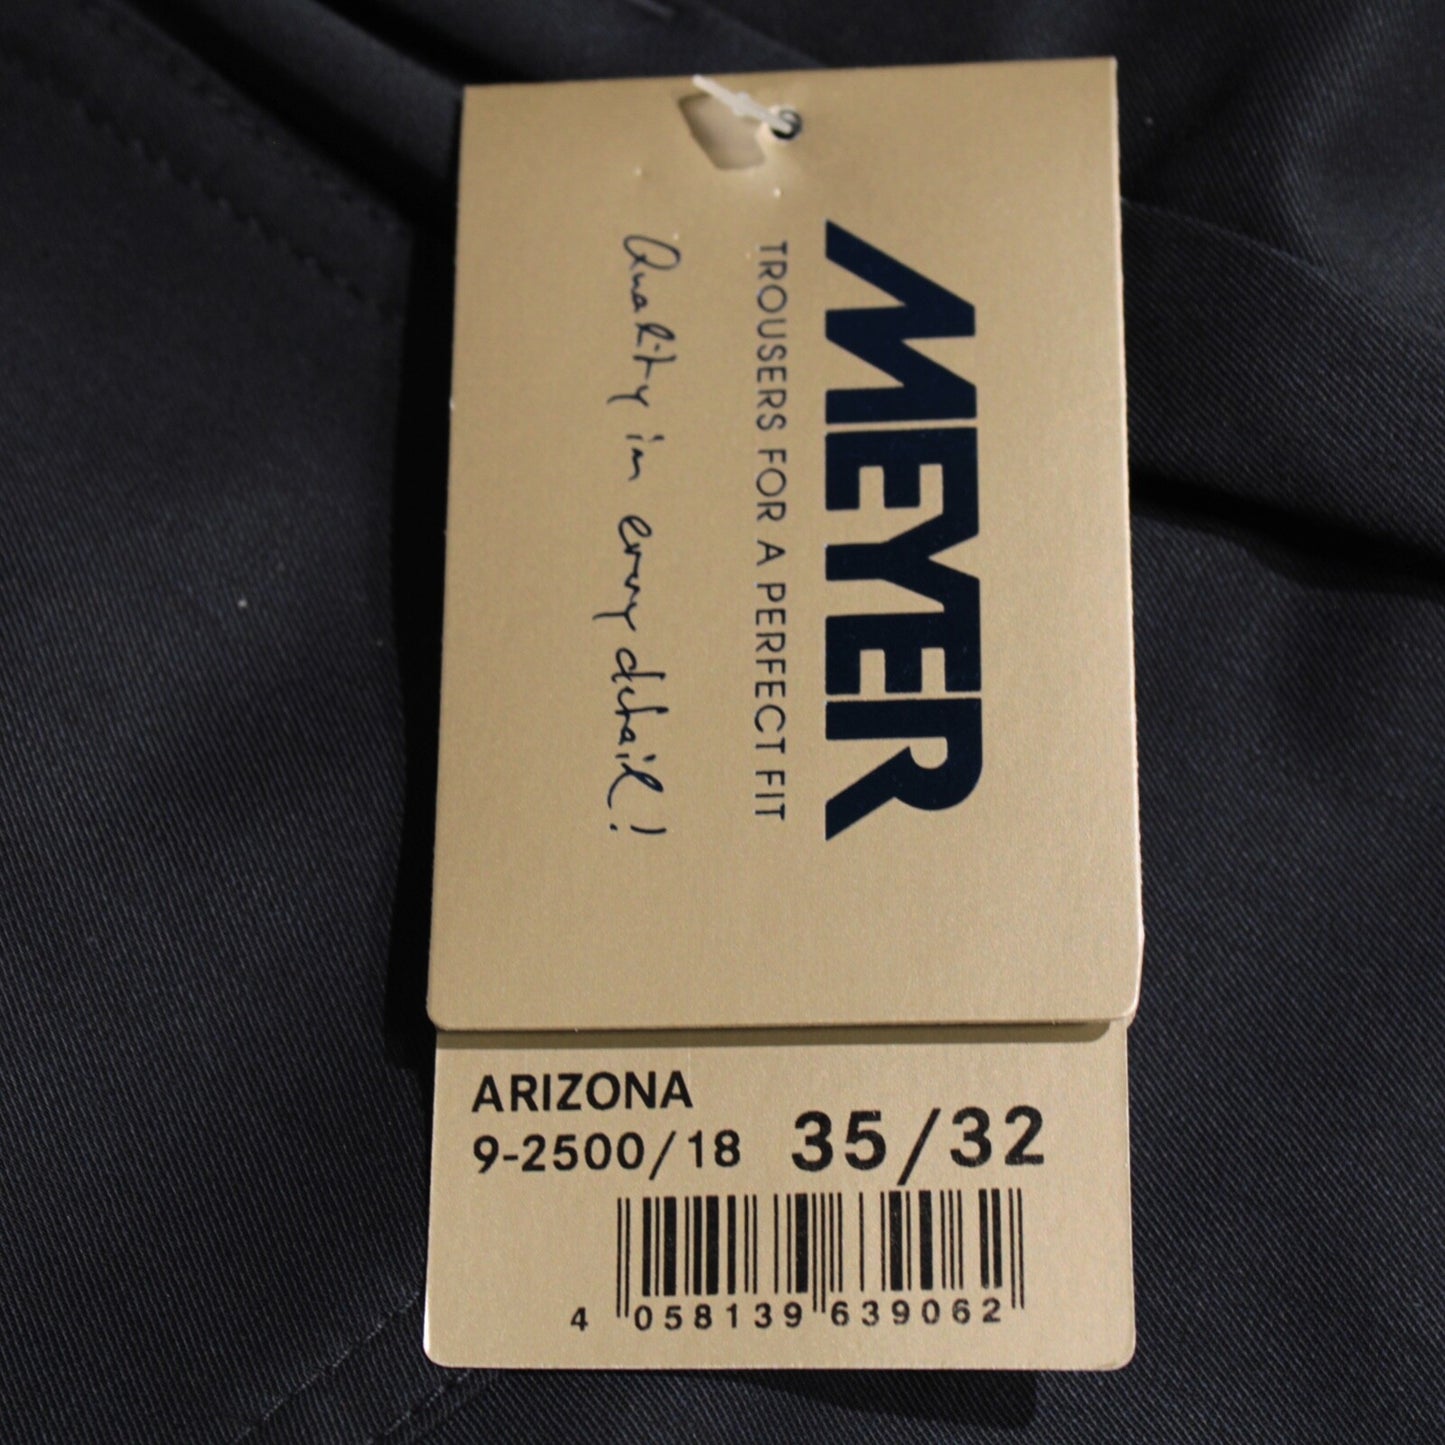 MEYER
TROUSERS FOR A PERFECT FIT
Quality in every detail!
ARIZONA
9-2500/18 35/32
4 058139 639062